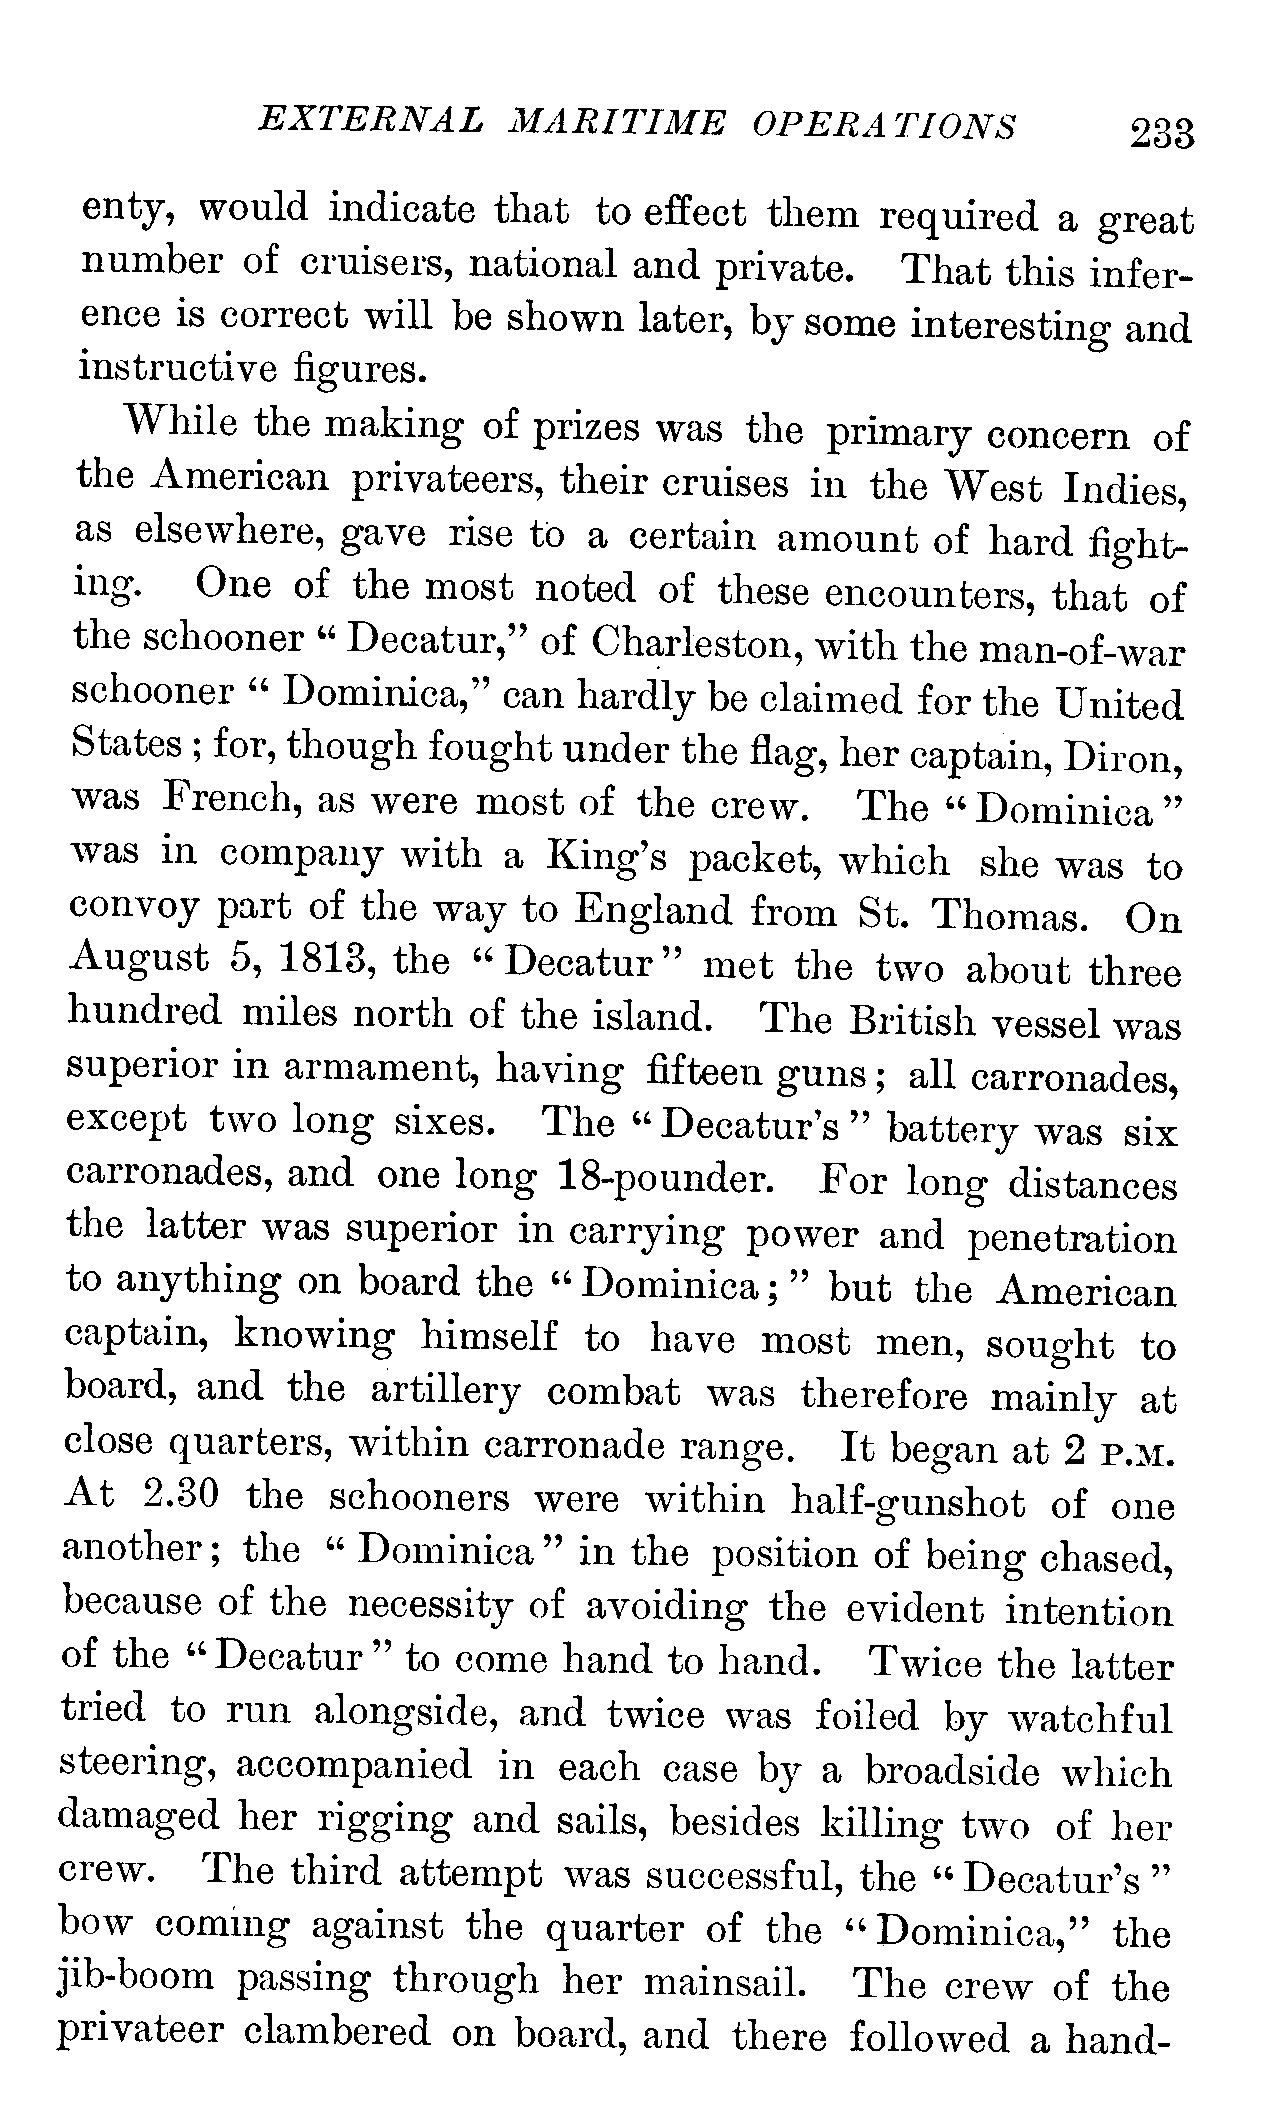 EXTERNAL MARITIME OPERATIONS 233
enty, would indicate that to effect them required a great
number of cruisers, national and private. That this infer-
ence is correct will be shown later, by some interesting and
instructive figures.
While the making of prizes was the primary concern of
the American privateers, their cruises in the West Indies,
as elsewhere, gave rise to a certain amount of hard fight-
ing. One of the most noted of these encounters, that of
the schooner “ Decatur,” of Charleston, with the man-of-war
schooner “ Dominica,” can hardly be claimed for the United
States ; for, though fought under the flag, her captain, Diron,
was French, as were most of the crew. The “ Dominica ”
was in company with a King’s packet, which she was to
convoy part of the way to England from St. Thomas. On
August 5, 1813, the “ Decatur ” met the two about three
hundred miles north of the island. The British vessel was
superior in armament, having fifteen guns ; all carronades,
except two long sixes. The “ Decatur’s ” battery was six
carronades, and one long 18-pounder. For long distances
the latter was superior in carrying power and penetration
to anything on board the “ Dominica ; ” but the American
captain, knowing himself to have most men, sought to
board, and the artillery combat was therefore mainly at
close quarters, within carronade range. It began at 2 P.M.
At 2.30 the schooners were within half-gunshot of one
another ; the “ Dominica ” in the position of being chased,
because of the necessity of avoiding the evident intention
of the “ Decatur ” to come hand to hand. Twice the latter
tried to run alongside, and twice was foiled by watchful
steering, accompanied in each case by a broadside which
damaged her rigging and sails, besides killing two of her
crew. The third attempt was successful, the “ Decatur’s ”
bow coming against the quarter of the “ Dominica,” the
jib-boom passing through her mainsail. The crew of the
privateer clambered on board, and there followed a hand-